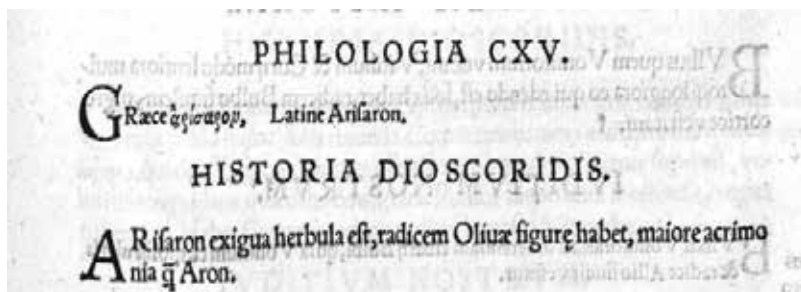 PHILOLOGIA CXV.
GRæce ἀρίσαρον, Latine Ariſaron.
HISTORIA DIOSCORIDIS.
ARiſaron exigua herbula eſt, radicem Oliuæ figurę habet, maiore acrimo
nia q̃ Aron.